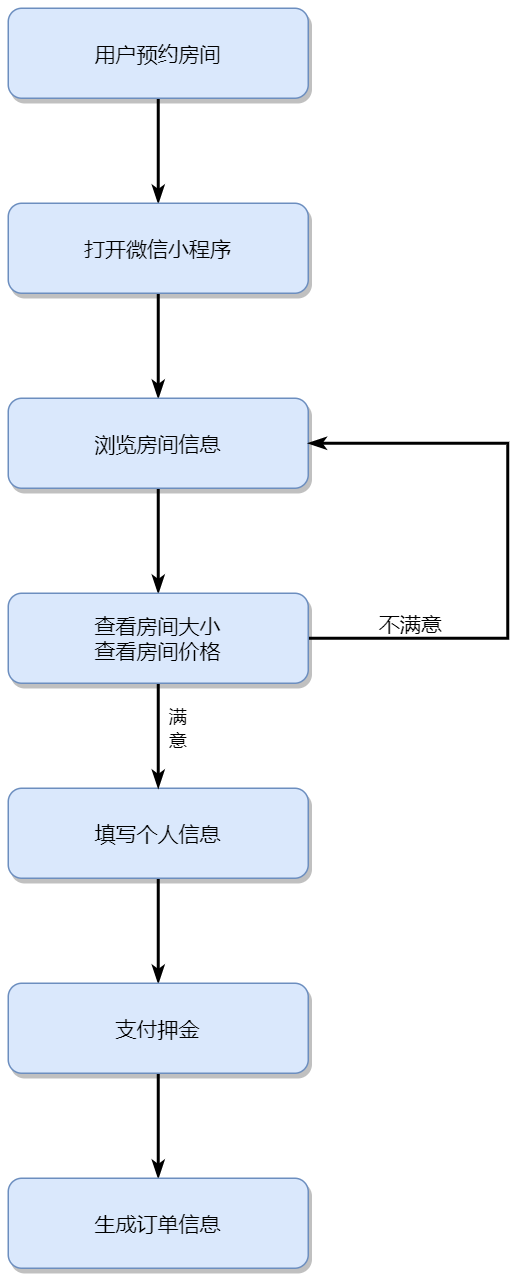 用户预约房间
打开微信小程序
浏览房间信息
查看房间大小
查看房间价格
不满意
满
意
填写个人信息
支付押金
生成订单信息